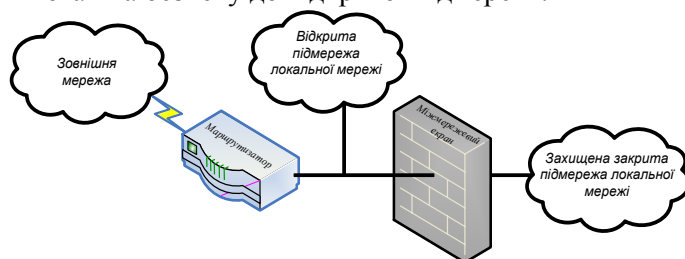 Зовнішня
мережа
Відкрита
підмережа
локальної мережі
Маршрутизатор
Міжмережевий
екран
Захищена закрита
підмережа локальної
мережі